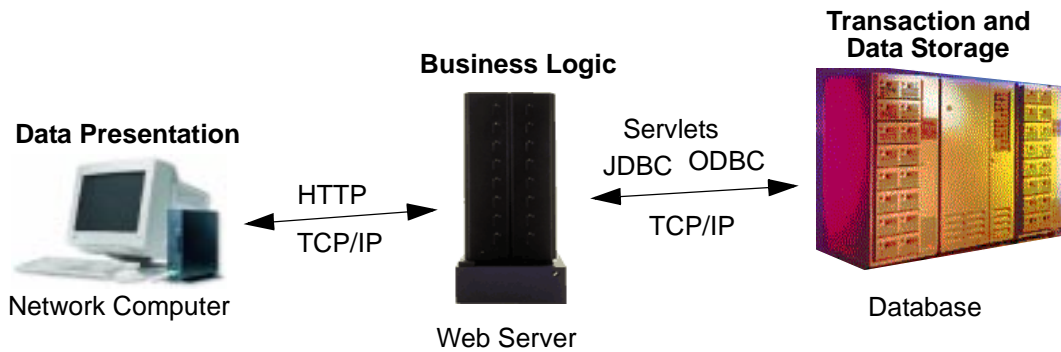 Data Presentation
Network Computer
HTTP
TCP/IP
Business Logic
Web Server
Servlets
JDBC ODBC
TCP/IP
Transaction and
Data Storage
Database